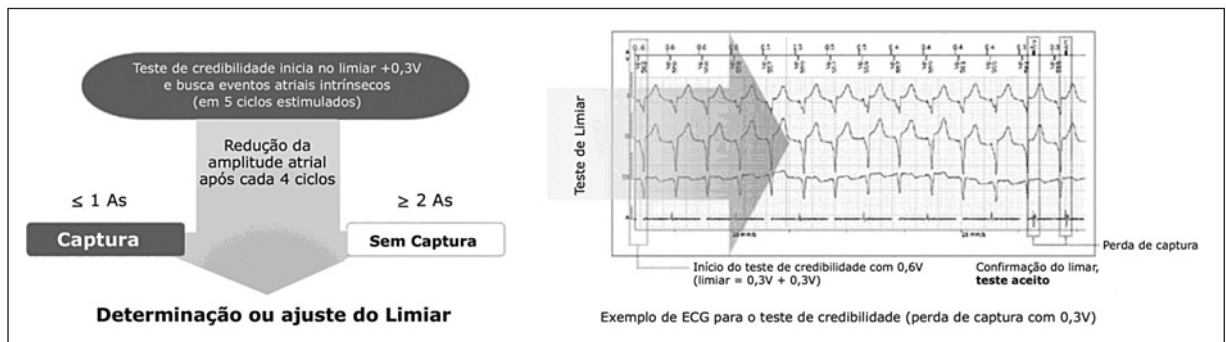 Teste de credibilidade inicia no limiar +0,3V
e busca eventos atriais intrínsecos
(em 5 ciclos estimulados)
Redução da
amplitude atrial
após cada 4 ciclos
≤ 1 As
≥ 2 As
Captura
Sem Captura
Determinação ou ajuste do Limiar
Teste de Limiar
25 mm/s
Perda de captura
Início do teste de credibilidade com 0,6V
(limiar = 0,3V + 0,3V)
Confirmação do limar,
teste aceito
Exemplo de ECG para o teste de credibilidade (perda de captura com 0,3V)